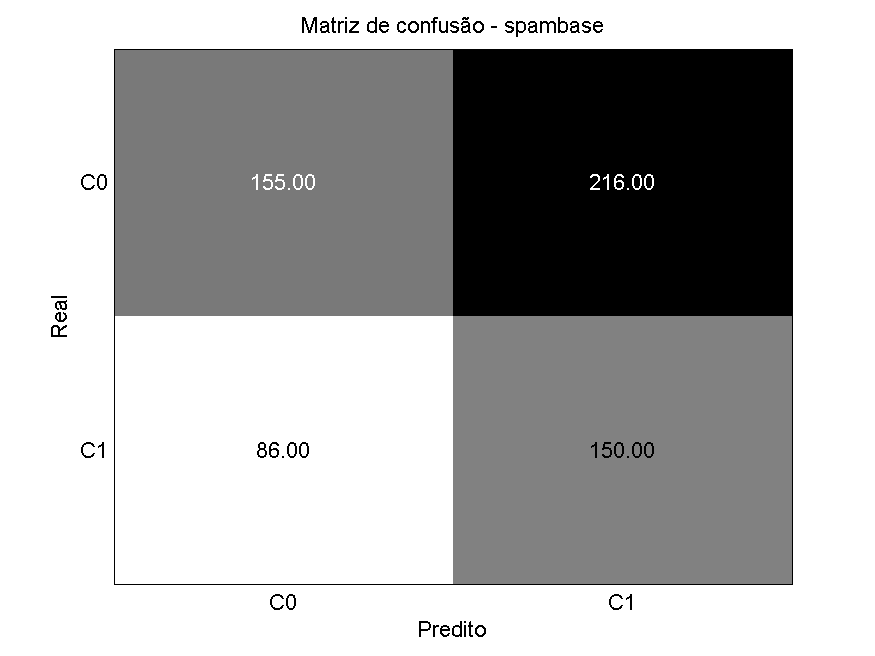 Matriz de confusão - spambase
C0
155.00
216.00
Real
C1
86.00
150.00
C0
C1
Predito